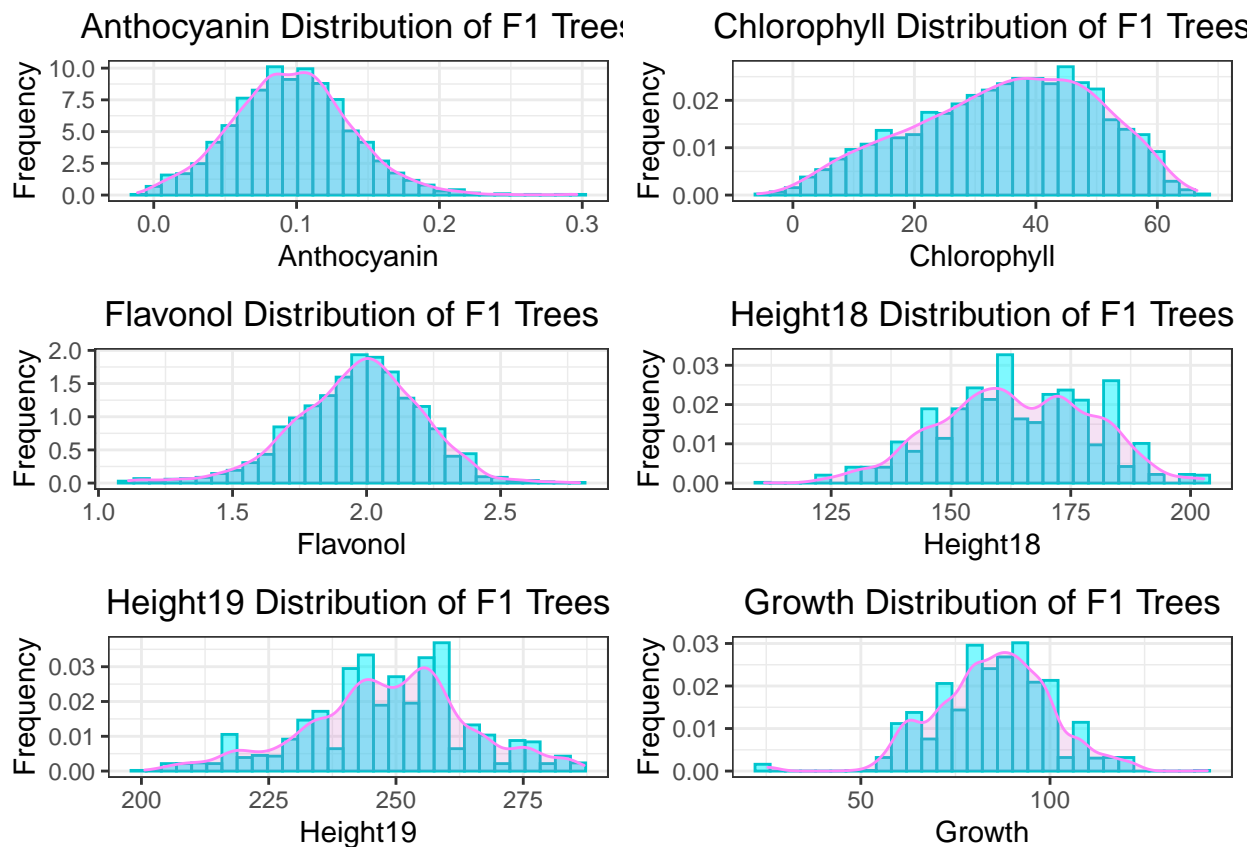 Anthocyanin Distribution of F1 Trees
Frequency
10.0
7.5
5.0
2.5
0.0
0.0 0.1 0.2 0.3
Anthocyanin
Chlorophyll Distribution of F1 Trees
Frequency
0.02
0.01
0.00
0 20 40 60
Chlorophyll
Flavonol Distribution of F1 Trees
Frequency
2.0
1.5
1.0
0.5
0.0
1.0 1.5 2.0 2.5
Flavonol
Height18 Distribution of F1 Trees
Frequency
0.03
0.02
0.01
0.00
125 150 175 200
Height18
Height19 Distribution of F1 Trees
Frequency
0.03
0.02
0.01
0.00
200 225 250 275
Height19
Growth Distribution of F1 Trees
Frequency
0.03
0.02
0.01
0.00
50 100
Growth